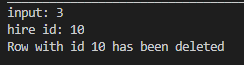 input: 3
hire id: 10
Row with id 10 has been deleted